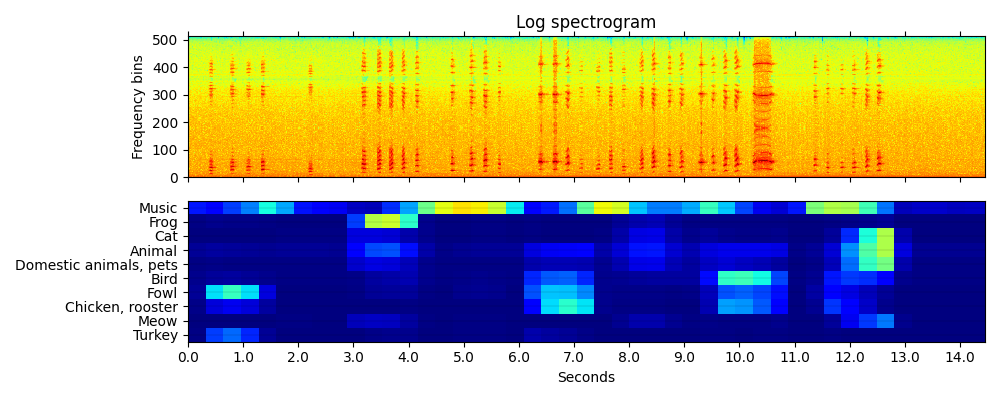 Log spectrogram
Frequency bins
500
400
300
200
100
0
Music
Frog
Cat
Animal
Domestic animals, pets
Bird
Fowl
Chicken, rooster
Meow
Turkey
0.0 1.0 2.0 3.0 4.0 5.0 6.0 7.0 8.0 9.0 10.0 11.0 12.0 13.0 14.0
Seconds